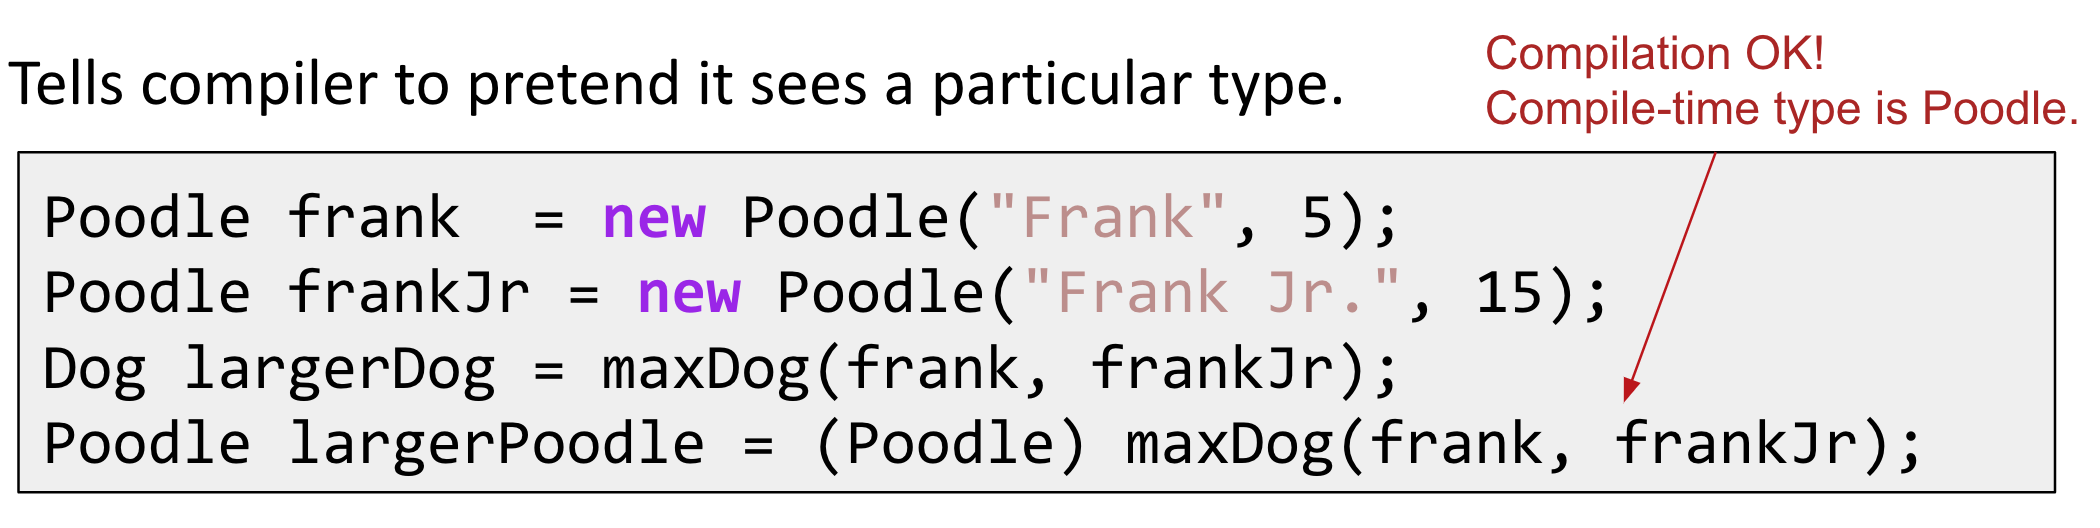 Tells compiler to pretend it sees a particular type.
Compilation OK!
Compile-time type is Poodle.
Poodle frank  = new Poodle("Frank", 5);
Poodle frankJr = new Poodle("Frank Jr.", 15);
Dog largerDog = maxDog(frank, frankJr);
Poodle largerPoodle = (Poodle) maxDog(frank, frankJr);